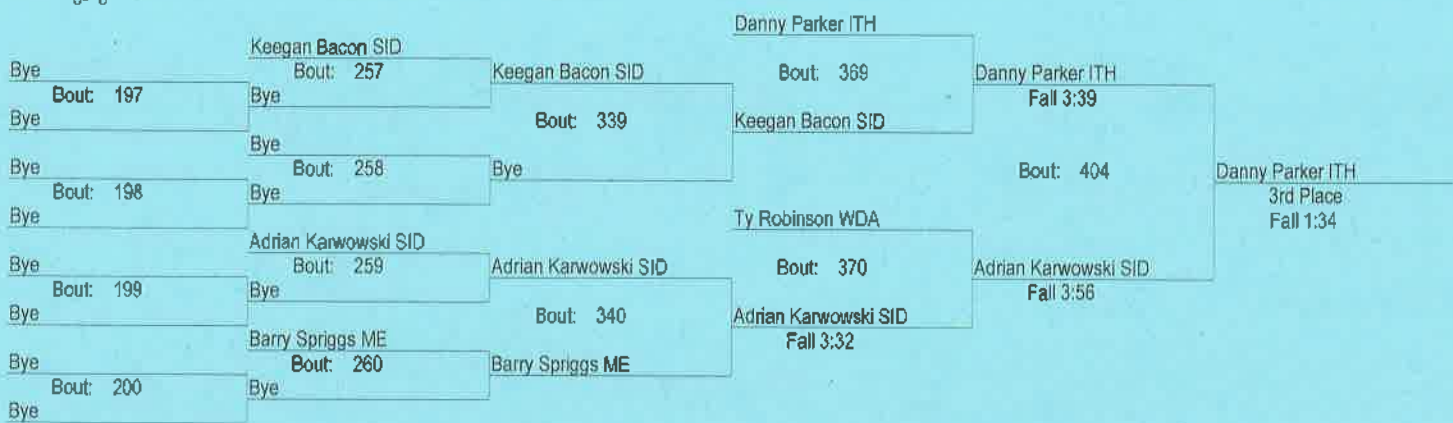 Danny Parker ITH
Keegan Bacon SID
Bye
Bout: 257
Keegan Bacon SID
Bout: 369
Danny Parker ITH
Bout: 197
Bye
Fall 3:39
Bye
Bout: 339
Keegan Bacon SID
Bye
Bye
Bout: 258
Bye
Bout: 404
Danny Parker ITH
Bout: 198
Bye
3rd Place
Bye
Ty Robinson WDA
Fall 1:34
Adrian Karwowski SID
Bye
Bout: 259
Adrian Karwowski SID
Bout: 370
Adrian Karwowski SID
Bout: 199
Bye
Fall 3:56
Bye
Bout: 340
Adrian Karwowski SID
Barry Spriggs ME
Fall 3:32
Bye
Bout: 260
Barry Spriggs ME
Bout: 200
Bye
Bye